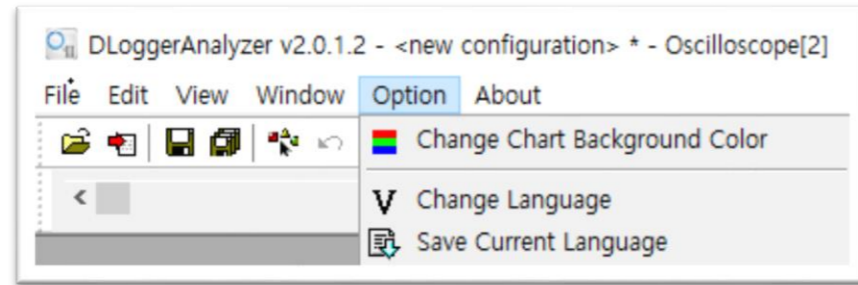 DLoggerAnalyzer v2.0.1.2 - <new configuration> * - Oscilloscope[2]
File Edit View Window Option About
Change Chart Background Color
Change Language
Save Current Language